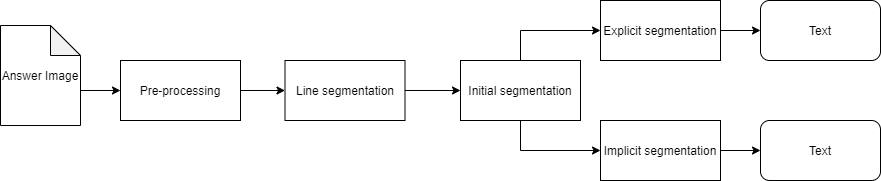 Answer Image
Pre-processing
Line segmentation
Initial segmentation
Explicit segmentation
Text
Implicit segmentation
Text